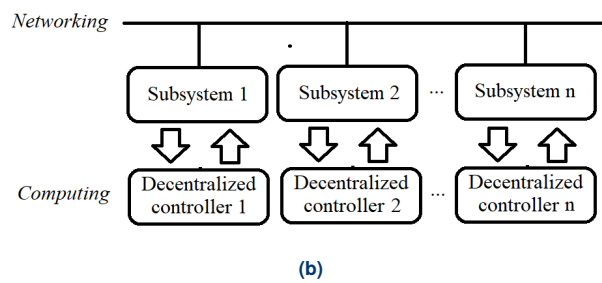 Networking
Subsystem 1
Subsystem 2
...
Subsystem n
Computing
Decentralized
controller 1
Decentralized
controller 2
...
Decentralized
controller n
(b)